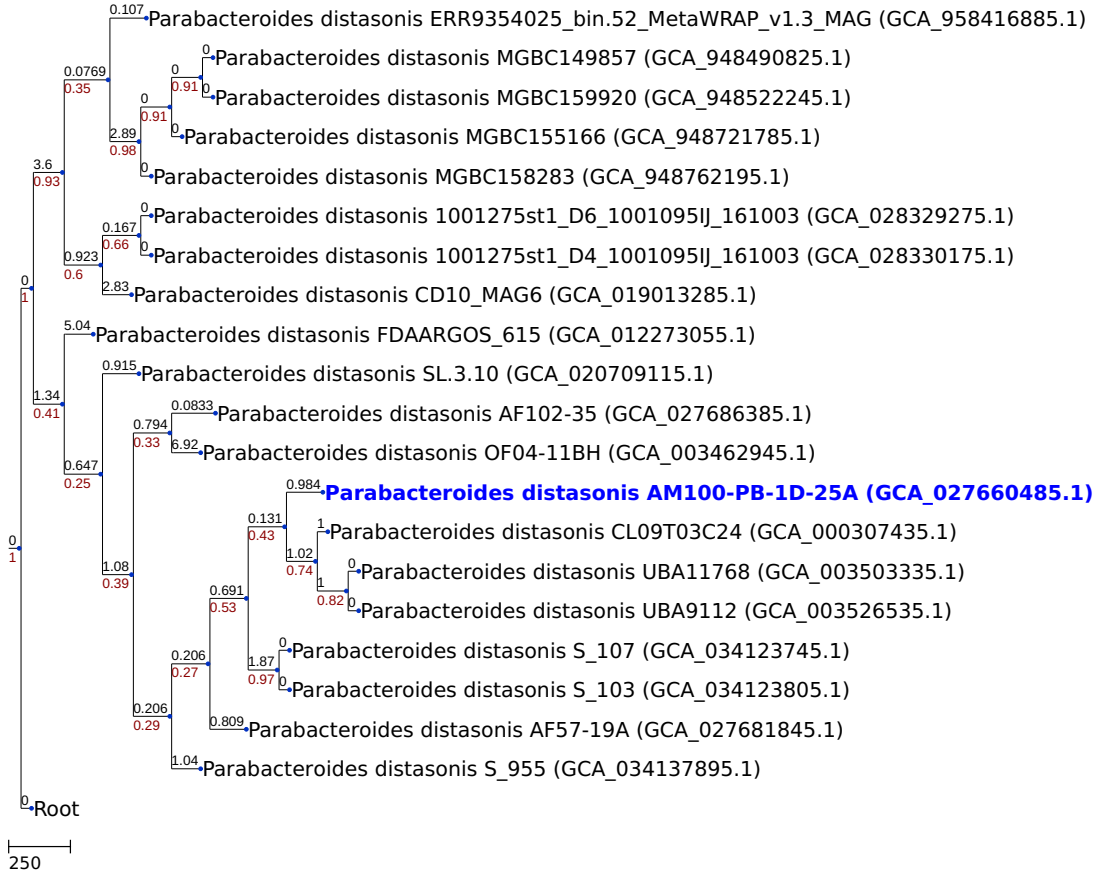 0.107
Parabacteroides distasonis ERR9354025_bin.52_MetaWRAP_v1.3_MAG (GCA_958416885.1)
0
Parabacteroides distasonis MGBC149857 (GCA_948490825.1)
0.0769
0
0.35
0.91
0
Parabacteroides distasonis MGBC159920 (GCA_948522245.1)
0
0.91
0
Parabacteroides distasonis MGBC155166 (GCA_948721785.1)
2.89
0.98
3.6
0.93
0
Parabacteroides distasonis MGBC158283 (GCA_948762195.1)
0
Parabacteroides distasonis 1001275st1_D6_1001095IJ_161003 (GCA_028329275.1)
0.167
0.66
0
Parabacteroides distasonis 1001275st1_D4_1001095IJ_161003 (GCA_028330175.1)
0.923
0.6
0
1
2.83
Parabacteroides distasonis CD10_MAG6 (GCA_019013285.1)
5.04
Parabacteroides distasonis FDAARGOS_615 (GCA_012273055.1)
0.915
Parabacteroides distasonis SL.3.10 (GCA_020709115.1)
1.34
0.41
0.0833
Parabacteroides distasonis AF102-35 (GCA_027686385.1)
0.794
0.33
6.92
Parabacteroides distasonis OF04-11BH (GCA_003462945.1)
0.647
0.25
0.984
Parabacteroides distasonis AM100-PB-1D-25A (GCA_027660485.1)
0.131
0.43
1
Parabacteroides distasonis CL09T03C24 (GCA_000307435.1)
0
1
1.02
0.74
0
Parabacteroides distasonis UBA11768 (GCA_003503335.1)
1.08
0.39
1
0.82
0
Parabacteroides distasonis UBA9112 (GCA_003526535.1)
0.691
0.53
0
Parabacteroides distasonis S_107 (GCA_034123745.1)
0.206
0.27
1.87
0.97
0
Parabacteroides distasonis S_103 (GCA_034123805.1)
0.206
0.29
0.809
Parabacteroides distasonis AF57-19A (GCA_027681845.1)
1.04
Parabacteroides distasonis S_955 (GCA_034137895.1)
0
Root
250